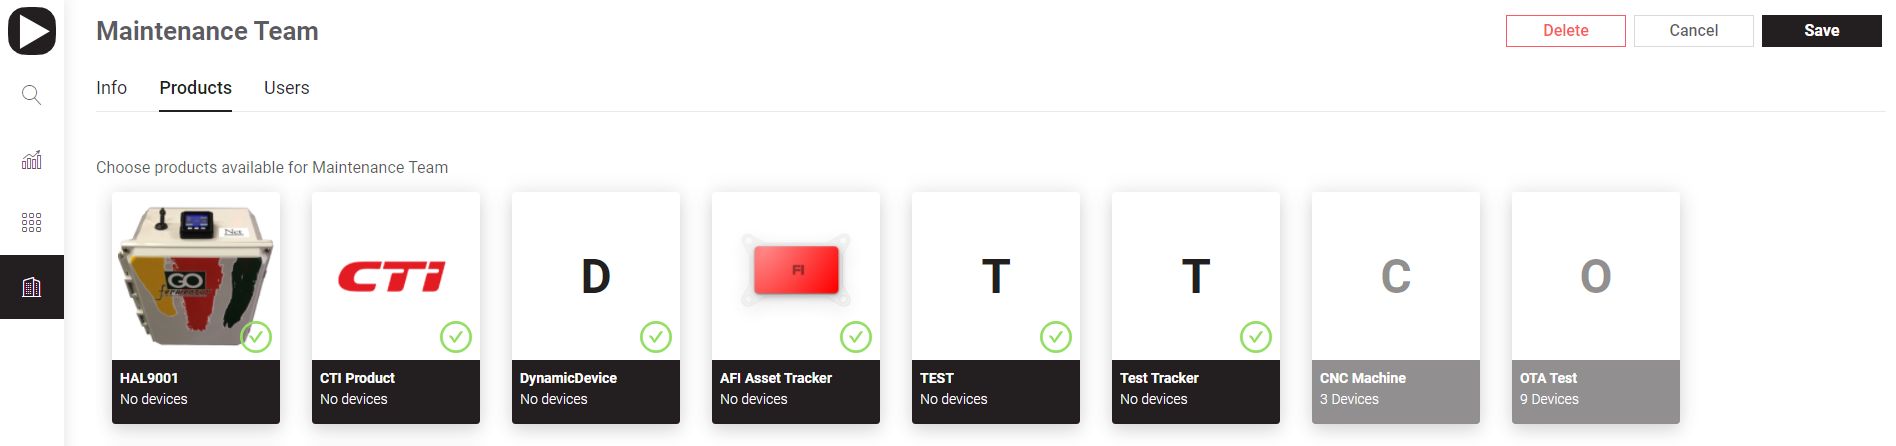 Maintenance Team
Delete
Cancel
Save
Info
Products
Users
Choose products available for Maintenance Team
Net
GO
fermentor
CTi
D
FI
T
T
C
O
HAL9001
No devices
CTI Product
No devices
DynamicDevice
No devices
AFI Asset Tracker
No devices
TEST
No devices
Test Tracker
No devices
CNC Machine
3 Devices
OTA Test
9 Devices